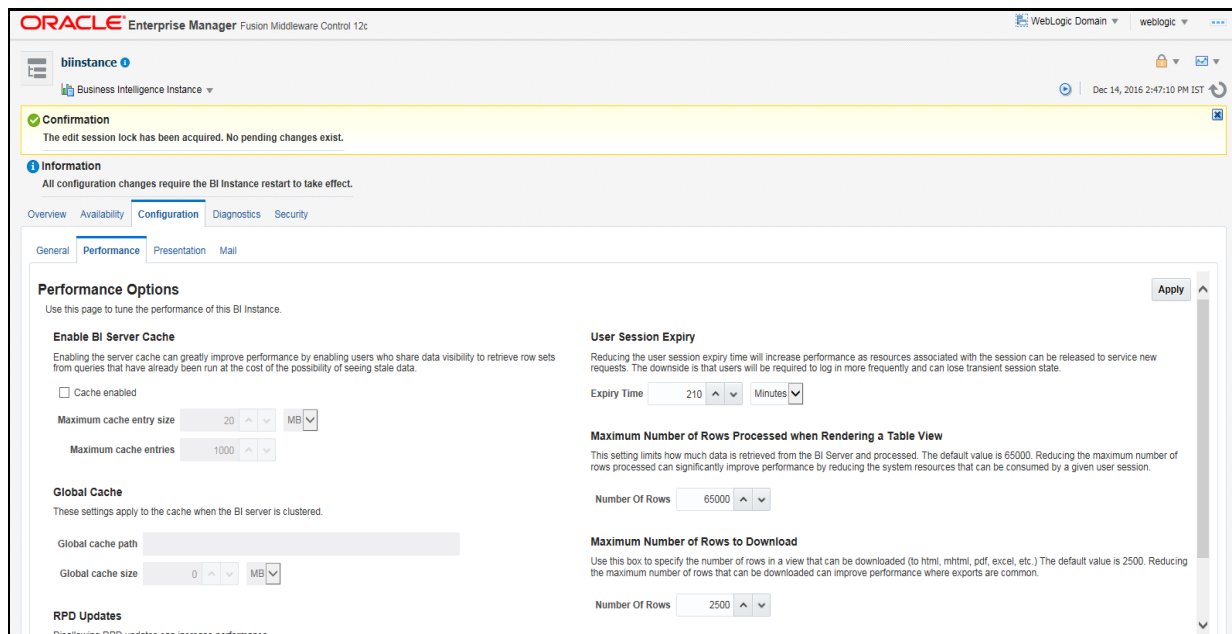 ORACLE Enterprise Manager Fusion Middleware Control 12c
WebLogic Domain
weblogic
biinstance
Business Intelligence Instance
Dec 14, 2016 2:47:10 PM IST
Confirmation
The edit session lock has been acquired. No pending changes exist.
Information
All configuration changes require the BI Instance restart to take effect.
Overview Availability Configuration Diagnostics Security
General Performance Presentation Mail
Performance Options
Apply
Use this page to tune the performance of this BI Instance.
Enable BI Server Cache
Enabling the server cache can greatly improve performance by enabling users who share data visibility to retrieve row sets
from queries that have already been run at the cost of the possibility of seeing stale data.
Cache enabled
Maximum cache entry size 20 MB
Maximum cache entries 1000
Global Cache
These settings apply to the cache when the BI server is clustered.
Global cache path
Global cache size 0 MB
RPD Updates
Disallowing RPD updates can increase performance.
User Session Expiry
Reducing the user session expiry time will increase performance as resources associated with the session can be released to service new
requests. The downside is that users will be required to log in more frequently and can lose transient session state.
Expiry Time 210 Minutes
Maximum Number of Rows Processed when Rendering a Table View
This setting limits how much data is retrieved from the BI Server and processed. The default value is 65000. Reducing the maximum number of
rows processed can significantly improve performance by reducing the system resources that can be consumed by a given user session.
Number Of Rows 65000
Maximum Number of Rows to Download
Use this box to specify the number of rows in a view that can be downloaded (to html, mhtml, pdf, excel, etc.) The default value is 2500. Reducing
the maximum number of rows that can be downloaded can improve performance where exports are common.
Number Of Rows 2500